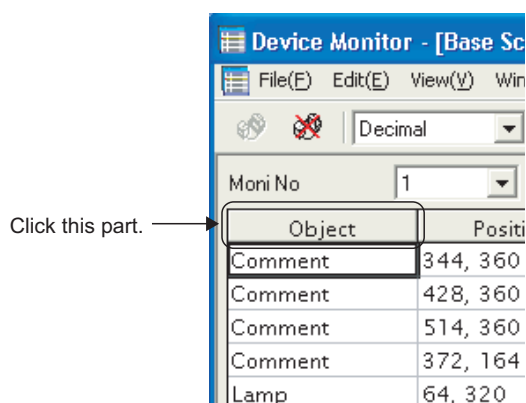 Device Monitor - [Base Sc
File(F) Edit(E) View(V) Win
Decimal
Moni No 1
Click this part.
Object Positi
Comment 344, 360
Comment 428, 360
Comment 514, 360
Comment 372, 164
Lamp 64, 320